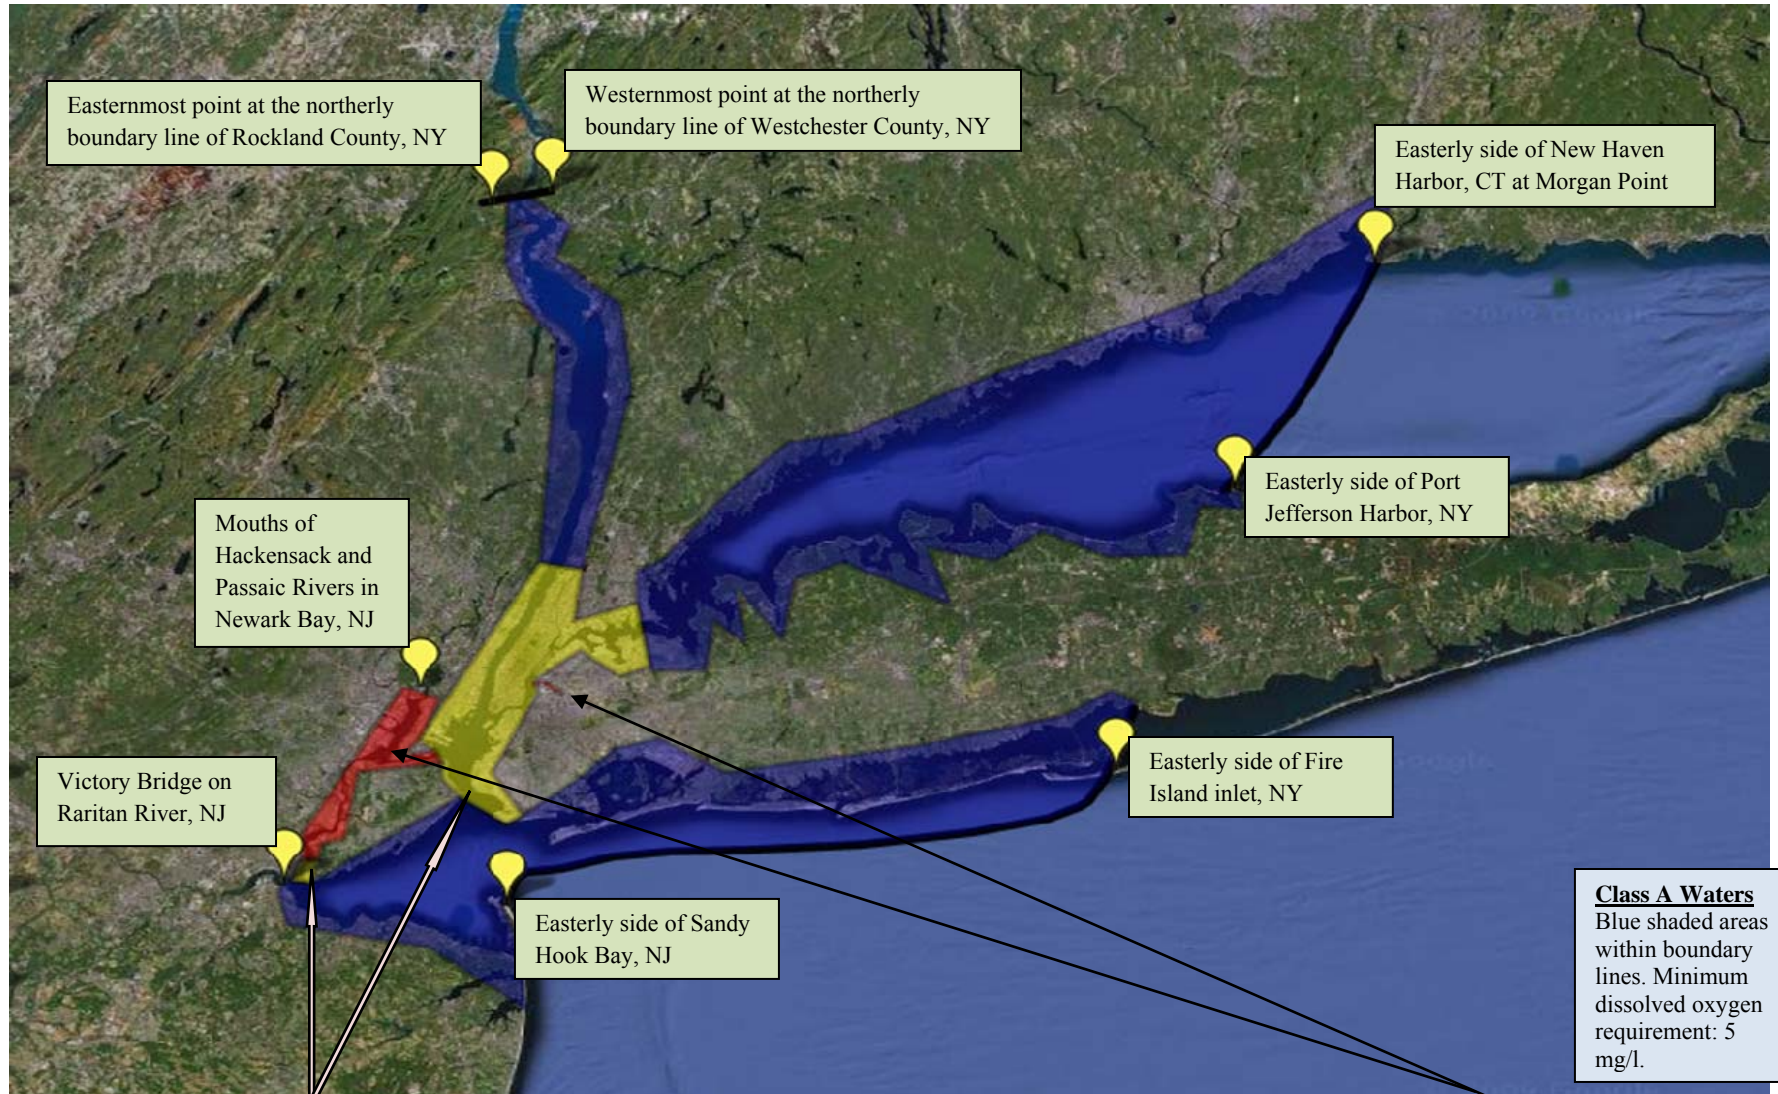 Easternmost point at the northerly
boundary line of Rockland County, NY
Westernmost point at the northerly
boundary line of Westchester County, NY
Easterly side of New Haven
Harbor, CT at Morgan Point
Easterly side of Port
Jefferson Harbor, NY
Mouths of
Hackensack and
Passaic Rivers in
Newark Bay, NJ
Victory Bridge on
Raritan River, NJ
Easterly side of Fire
Island inlet, NY
Easterly side of Sandy
Hook Bay, NJ
Class A Waters
Blue shaded areas
within boundary
lines. Minimum
dissolved oxygen
requirement: 5
mg/l.